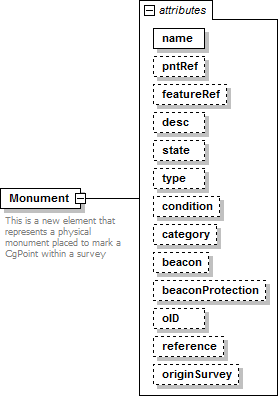 attributes
name
pntRef
featureRef
desc
state
type
condition
category
beacon
beaconProtection
oID
reference
originSurvey
Monument
This is a new element that
represents a physical
monument placed to mark a
CgPoint within a survey